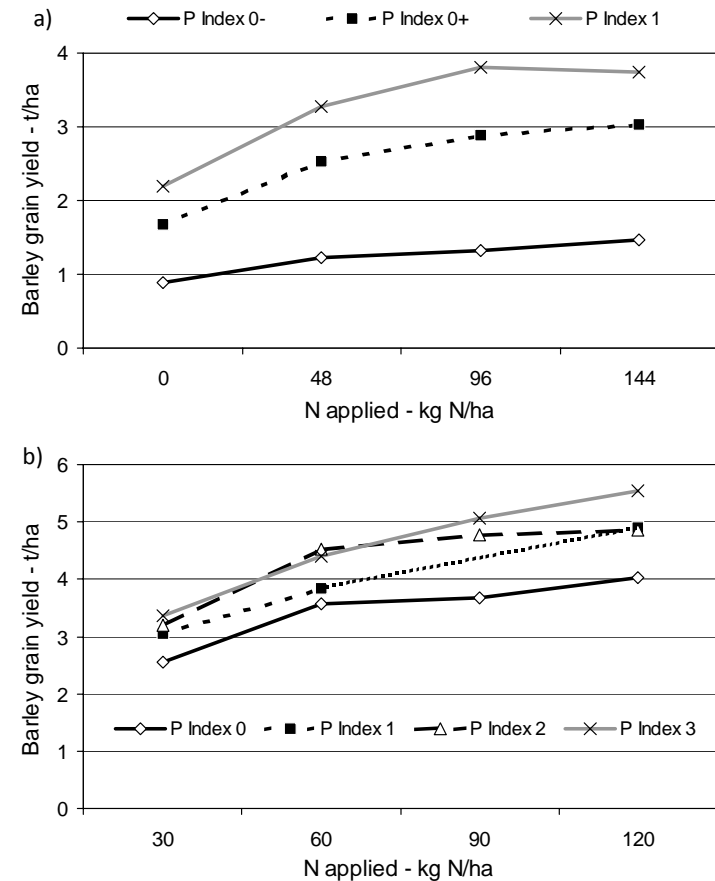 a)
P Index 0- P Index 0+ P Index 1
4
3
2
1
0
Barley grain yield - t/ha
0 48 96 144
N applied - kg N/ha
b)
6
5
4
3
2
1
0
Barley grain yield - t/ha
P Index 0 P Index 1 P Index 2 P Index 3
30 60 90 120
N applied - kg N/ha